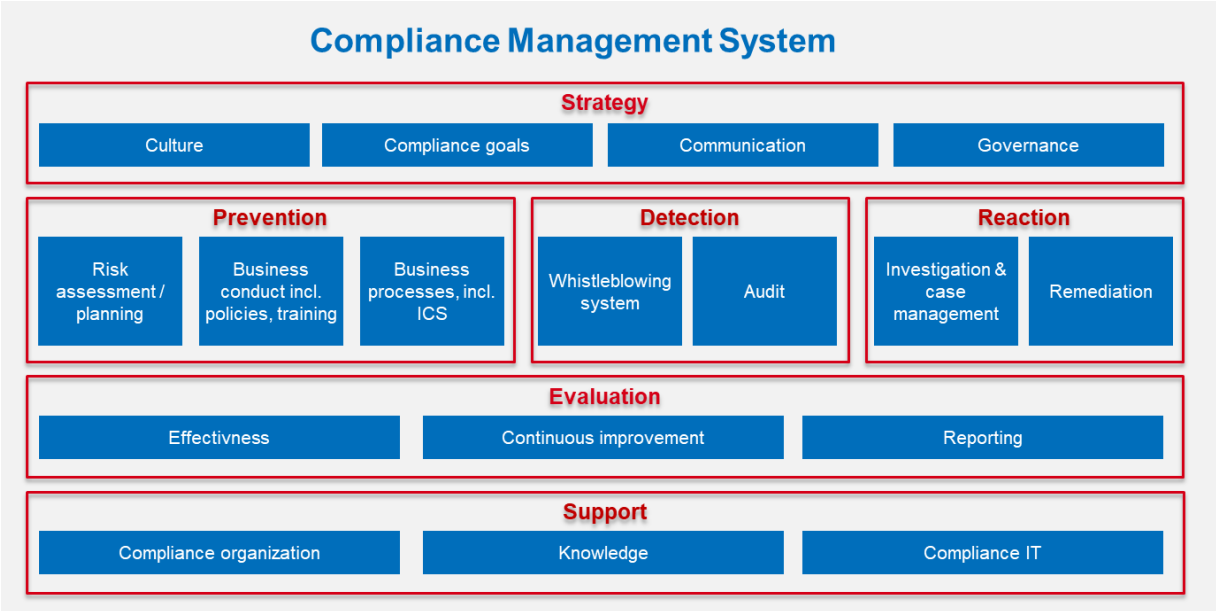 Compliance Management System
Strategy
Culture
Compliance goals
Communication
Governance
Prevention
Risk
assessment /
planning
Business
conduct incl.
policies, training
Business
processes, incl.
ICS
Detection
Whistleblowing
system
Audit
Reaction
Investigation &
case
management
Remediation
Evaluation
Effectivness
Continuous improvement
Reporting
Support
Compliance organization
Knowledge
Compliance IT